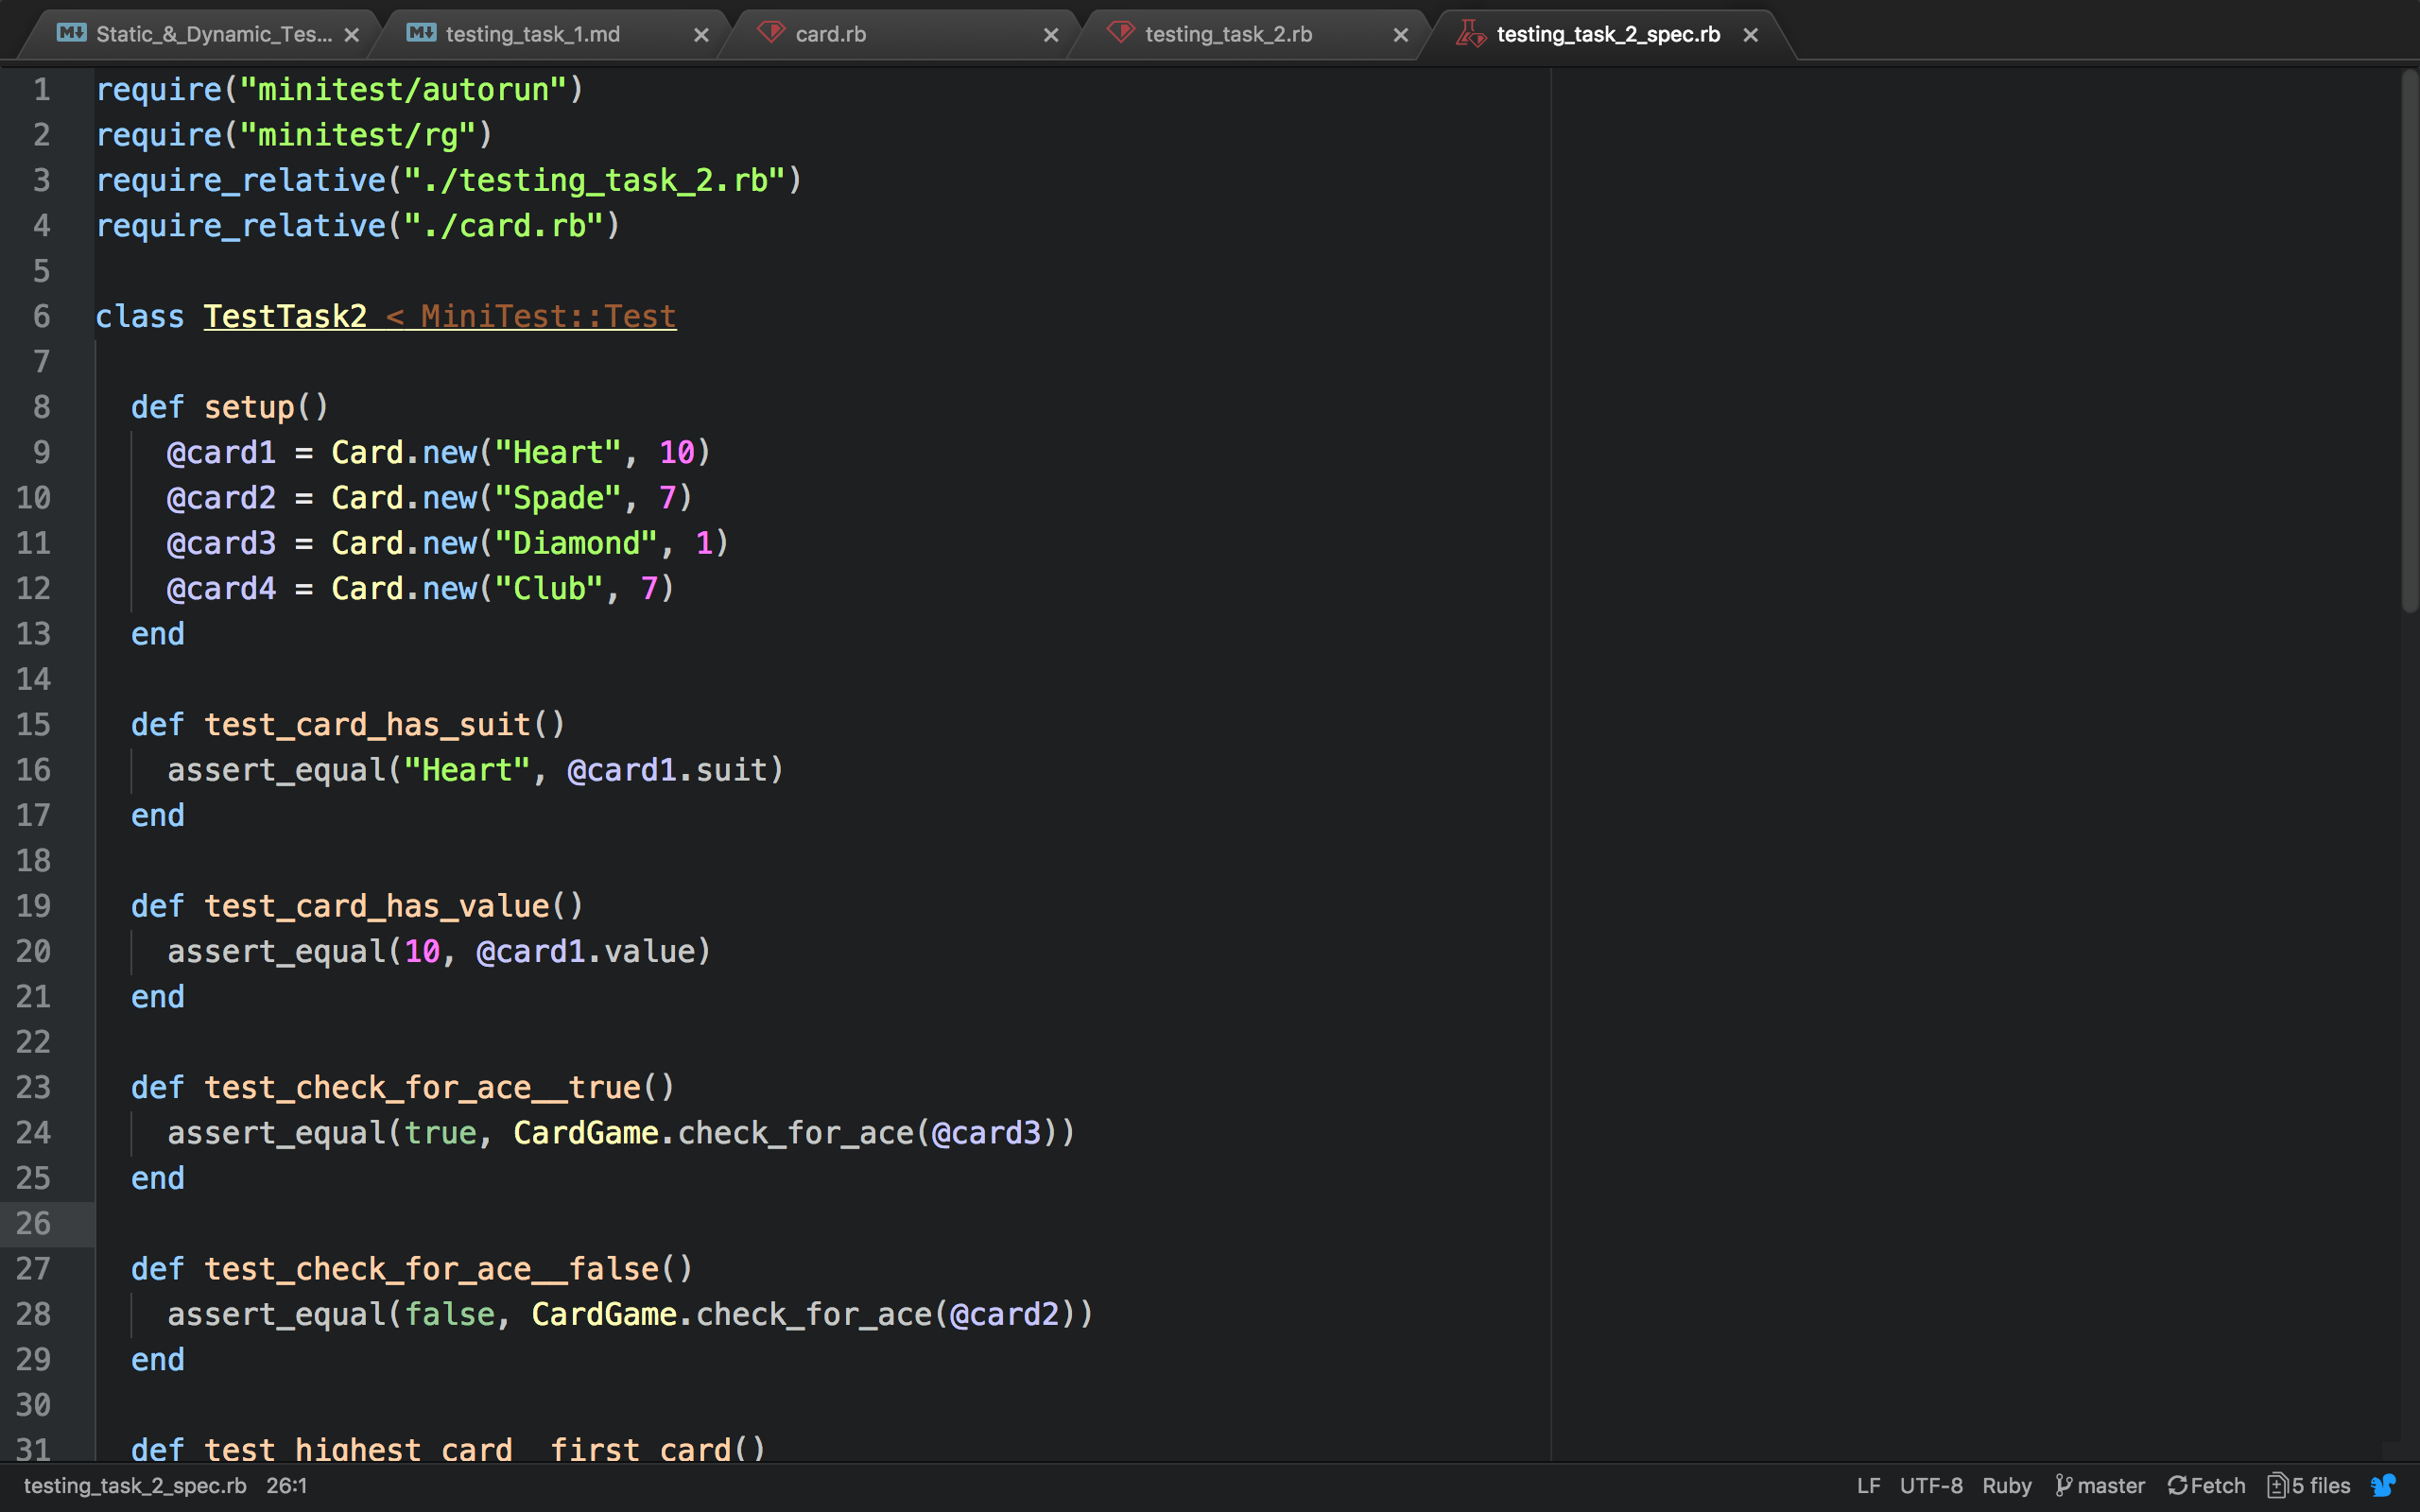 Static_&_Dynamic_Tes...
testing_task_1.md
card.rb
testing_task_2.rb
testing_task_2_spec.rb
1 require("minitest/autorun")
2 require("minitest/rg")
3 require_relative("./testing_task_2.rb")
4 require_relative("./card.rb")
5
6 class TestTask2 < MiniTest::Test
7
8   def setup()
9     @card1 = Card.new("Heart", 10)
10     @card2 = Card.new("Spade", 7)
11     @card3 = Card.new("Diamond", 1)
12     @card4 = Card.new("Club", 7)
13   end
14
15   def test_card_has_suit()
16     assert_equal("Heart", @card1.suit)
17   end
18
19   def test_card_has_value()
20     assert_equal(10, @card1.value)
21   end
22
23   def test_check_for_ace__true()
24     assert_equal(true, CardGame.check_for_ace(@card3))
25   end
26
27   def test_check_for_ace__false()
28     assert_equal(false, CardGame.check_for_ace(@card2))
29   end
30
31   def test_highest_card__first_card()
testing_task_2_spec.rb 26:1 LF UTF-8 Ruby master Fetch 5 files